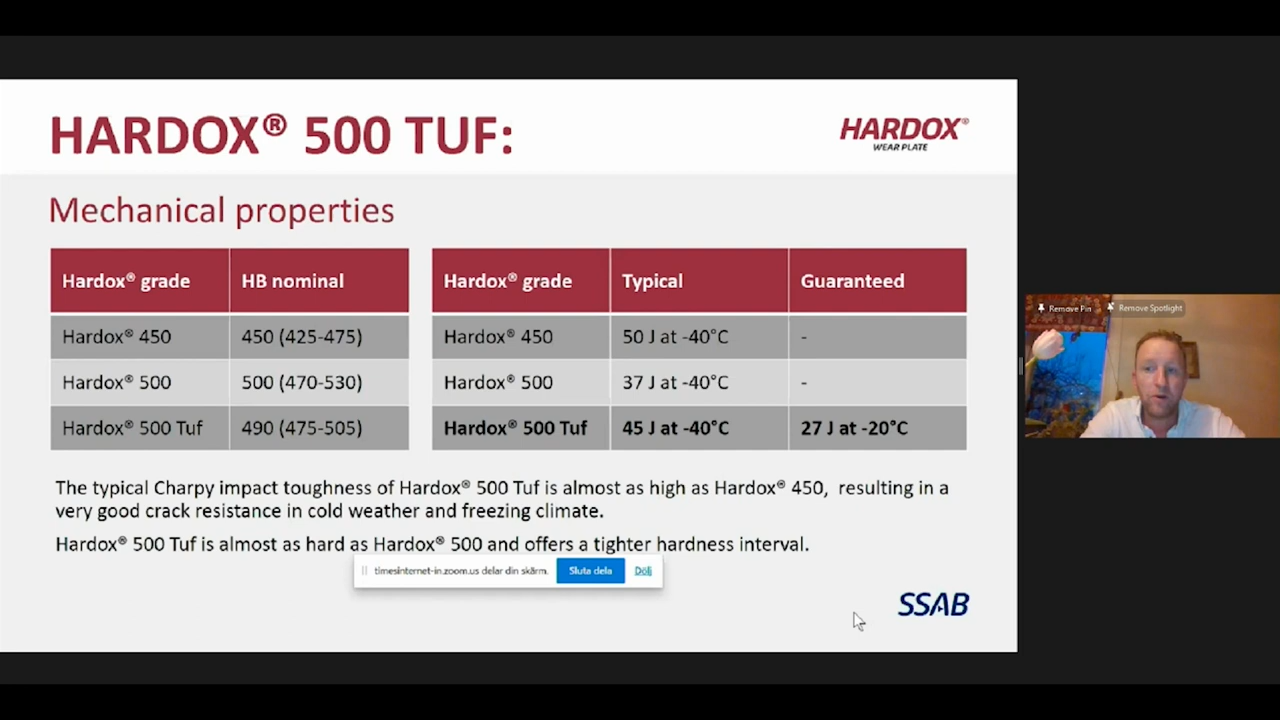 HARDOX® 500 TUF:
HARDOX®
WEAR PLATE
Mechanical properties
Hardox® grade HB nominal
Hardox® 450 450 (425-475)
Hardox® 500 500 (470-530)
Hardox® 500 Tuf 490 (475-505)
Hardox® grade Typical Guaranteed
Hardox® 450 50 J at -40°C -
Hardox® 500 37 J at -40°C -
Hardox® 500 Tuf 45 J at -40°C 27 J at -20°C
The typical Charpy impact toughness of Hardox® 500 Tuf is almost as high as Hardox® 450, resulting in a
very good crack resistance in cold weather and freezing climate.
Hardox® 500 Tuf is almost as hard as Hardox® 500 and offers a tighter hardness interval.
timesinternet-in.zoom.us delar din skärm. Sluta dela Dölj
SSAB
Remove Pin Remove Spotlight